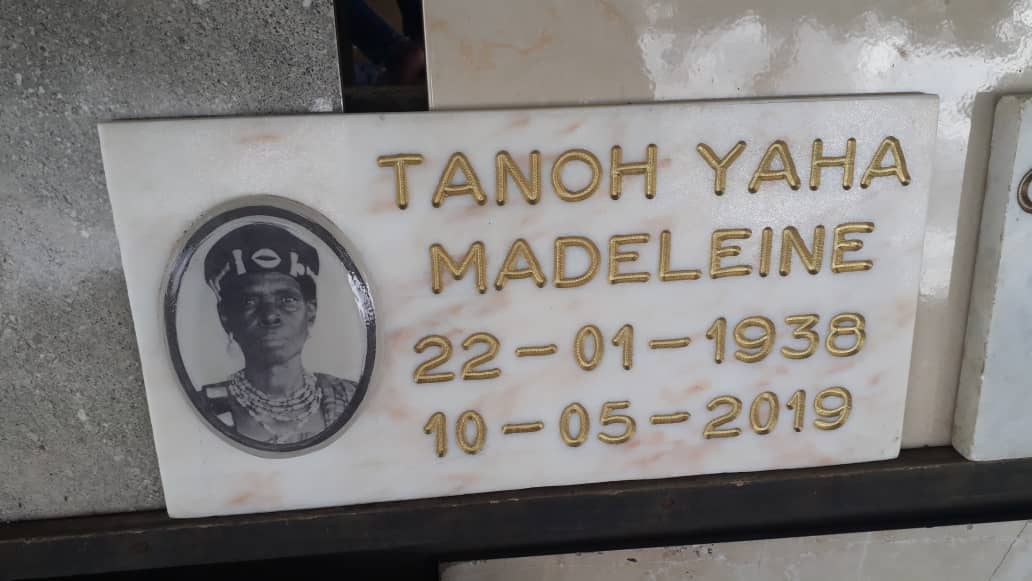 TANOH YAHA
MADELEINE
22-01-1938
10-05-2019